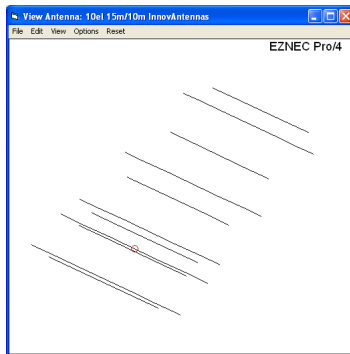 View Antenna: 10el 15m/10m InnovAntennas
File Edit View Options Reset
EZNEC Pro/4